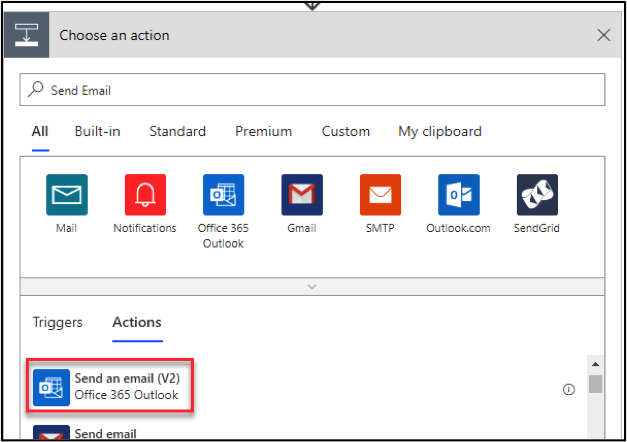 Choose an action
Send Email
All Built-in Standard Premium Custom My clipboard
Mail Notifications Office 365 Outlook Gmail SMTP Outlook.com SendGrid
Triggers Actions
Send an email (V2)
Office 365 Outlook
Send email